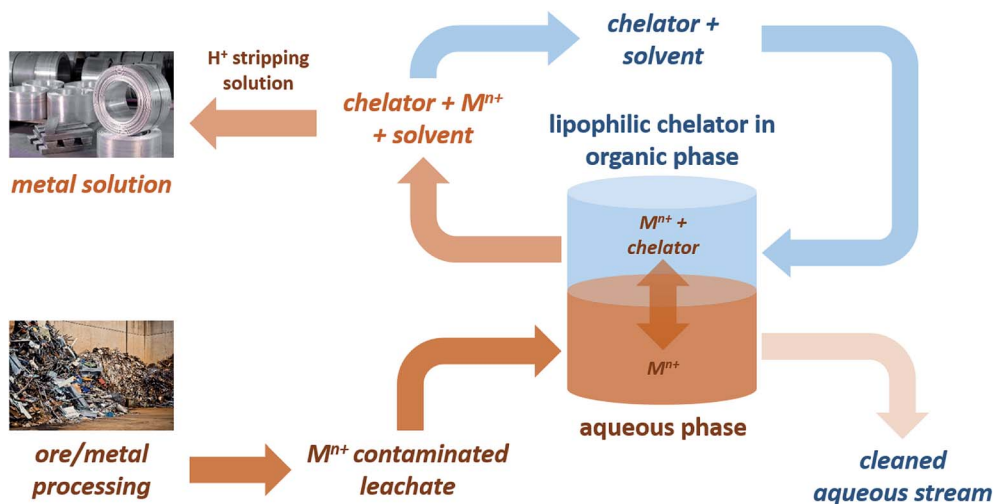 H⁺ stripping
solution
metal solution
chelator + Mⁿ⁺
+ solvent
chelator +
solvent
lipophilic chelator in
organic phase
Mⁿ⁺ +
chelator
Mⁿ⁺
aqueous phase
ore/metal
processing
Mⁿ⁺ contaminated
leachate
cleaned
aqueous stream